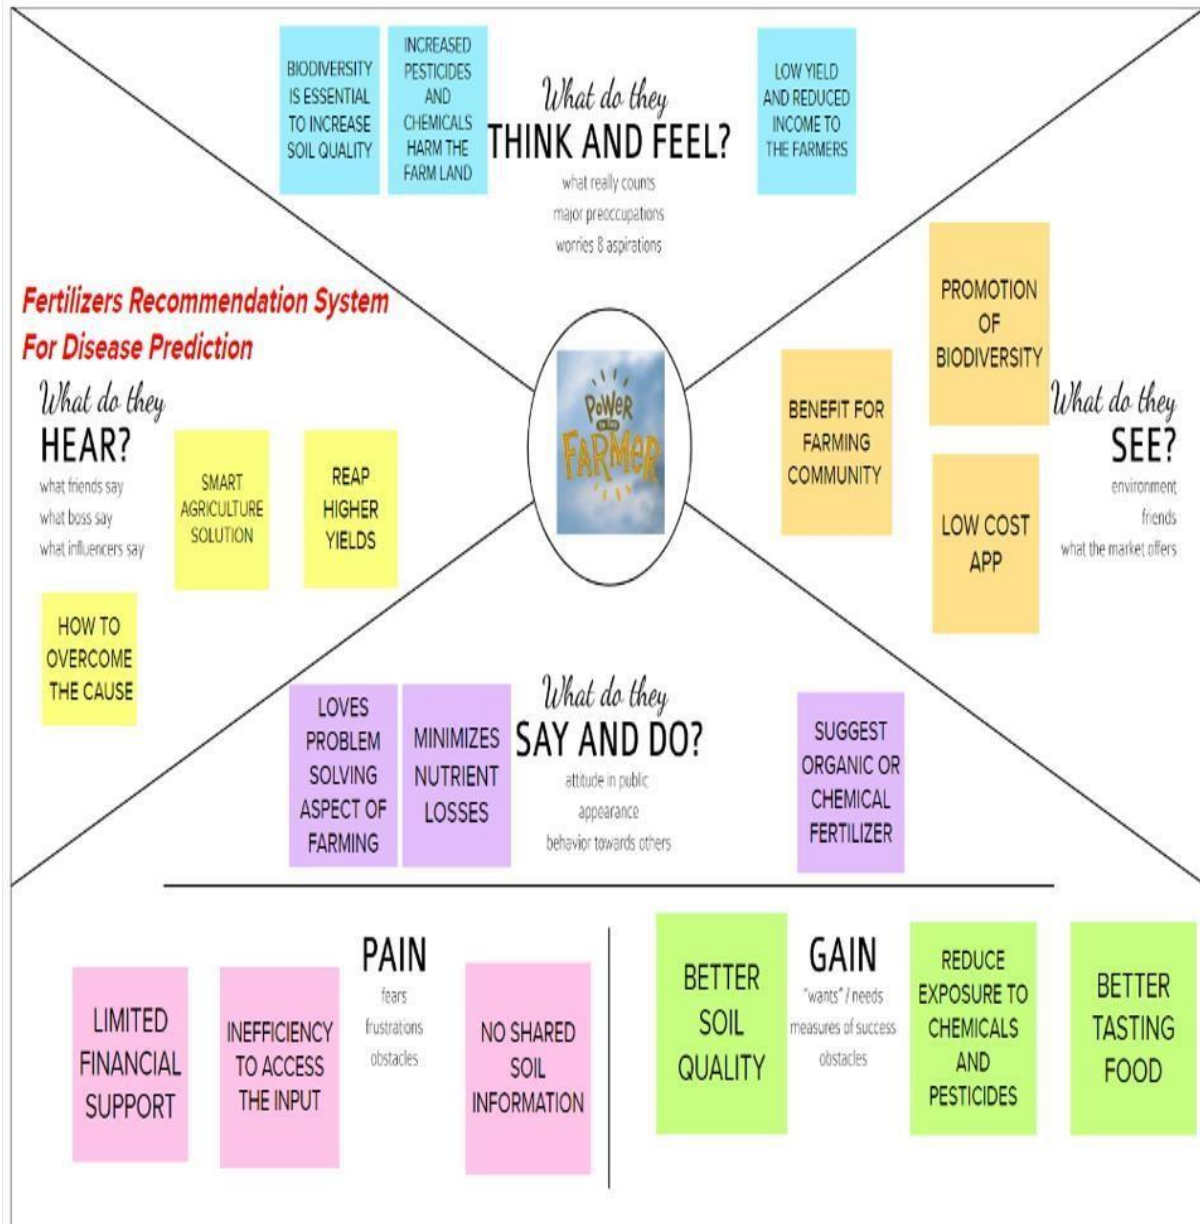 BIODIVERSITY
IS ESSENTIAL
TO INCREASE
SOIL QUALITY
INCREASED
PESTICIDES
AND
CHEMICALS
HARM THE
FARM LAND
What do they
THINK AND FEEL?
what really counts
major preoccupations
worries & aspirations
LOW YIELD
AND REDUCED
INCOME TO
THE FARMERS
Fertilizers Recommendation System
For Disease Prediction
What do they
HEAR?
what friends say
what boss say
what influencers say
SMART
AGRICULTURE
SOLUTION
REAP
HIGHER
YIELDS
HOW TO
OVERCOME
THE CAUSE
POWER
FARMER
BENEFIT FOR
FARMING
COMMUNITY
PROMOTION
OF
BIODIVERSITY
LOW COST
APP
What do they
SEE?
environment
friends
what the market offers
LOVES
PROBLEM
SOLVING
ASPECT OF
FARMING
MINIMIZES
NUTRIENT
LOSSES
What do they
SAY AND DO?
attitude in public
appearance
behavior towards others
SUGGEST
ORGANIC OR
CHEMICAL
FERTILIZER
LIMITED
FINANCIAL
SUPPORT
INEFFICIENCY
TO ACCESS
THE INPUT
PAIN
fears
frustrations
obstacles
NO SHARED
SOIL
INFORMATION
BETTER
SOIL
QUALITY
GAIN
"wants" / needs
measures of success
obstacles
REDUCE
EXPOSURE TO
CHEMICALS
AND
PESTICIDES
BETTER
TASTING
FOOD